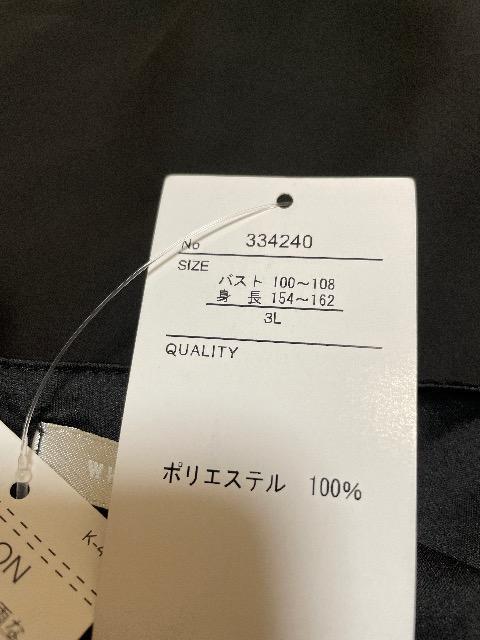 No 334240
SIZE
バスト 100～108
身 長 154～162
3L
QUALITY
ポリエステル 100%